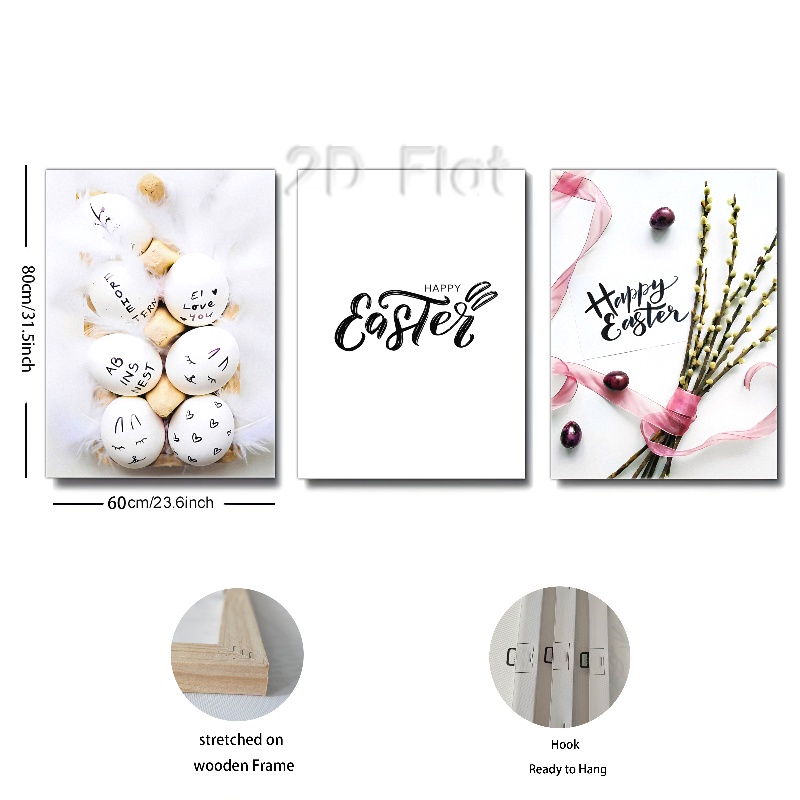 2D Flat
80cm/31.5inch
EI
Love
YOU
AB
INS
NEST
HAPPY
Easter
Happy
Easter
60cm/23.6inch
stretched on
wooden Frame
Hook
Ready to Hang